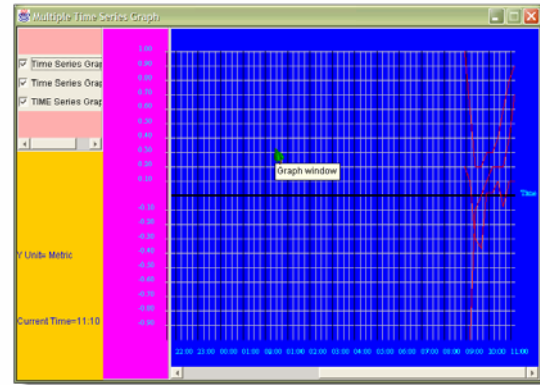 Multiple Time Series Graph
Time Series Grap
Time Series Grap
TIME Series Grap
Y Unit= Metric
Current Time=11:10
1.00
0.90
0.80
0.70
0.60
0.50
0.40
0.30
0.20
0.10
-0.10
-0.20
-0.30
-0.40
-0.50
-0.60
-0.70
-0.80
-0.90
Graph window
Time
22:00 23:00 00:00 01:00 00:00 01:00 02:00 03:00 04:00 05:00 06:00 07:00 08:00 09:00 10:00 11:00